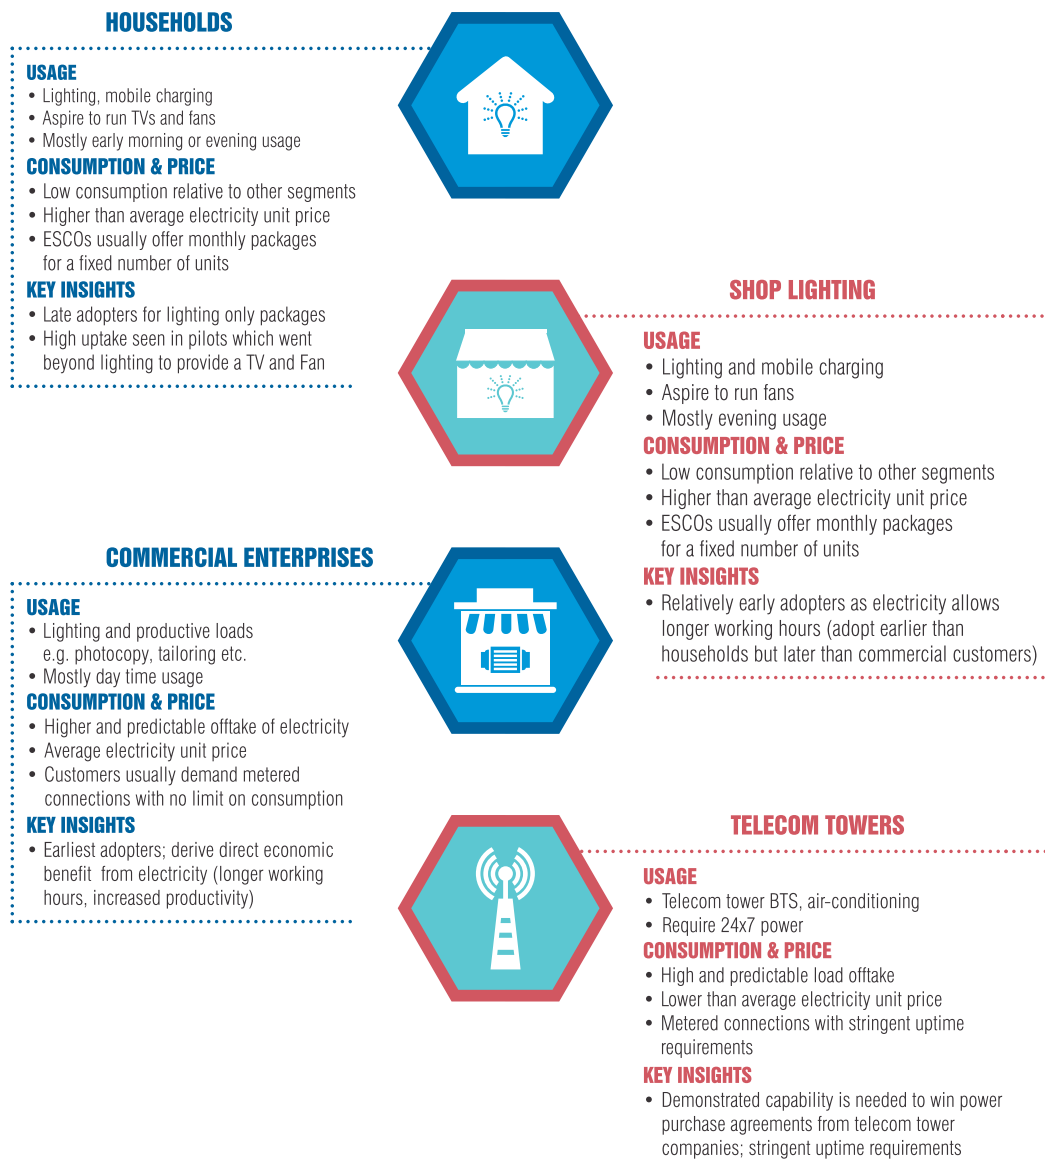 HOUSEHOLDS
USAGE
• Lighting, mobile charging
• Aspire to run TVs and fans
• Mostly early morning or evening usage
CONSUMPTION & PRICE
• Low consumption relative to other segments
• Higher than average electricity unit price
• ESCOs usually offer monthly packages
for a fixed number of units
KEY INSIGHTS
• Late adopters for lighting only packages
• High uptake seen in pilots which went
beyond lighting to provide a TV and Fan
SHOP LIGHTING
USAGE
• Lighting and mobile charging
• Aspire to run fans
• Mostly evening usage
CONSUMPTION & PRICE
• Low consumption relative to other segments
• Higher than average electricity unit price
• ESCOs usually offer monthly packages
for a fixed number of units
KEY INSIGHTS
• Relatively early adopters as electricity allows
longer working hours (adopt earlier than
households but later than commercial customers)
COMMERCIAL ENTERPRISES
USAGE
• Lighting and productive loads
e.g. photocopy, tailoring etc.
• Mostly day time usage
CONSUMPTION & PRICE
• Higher and predictable offtake of electricity
• Average electricity unit price
• Customers usually demand metered
connections with no limit on consumption
KEY INSIGHTS
• Earliest adopters; derive direct economic
benefit from electricity (longer working
hours, increased productivity)
TELECOM TOWERS
USAGE
• Telecom tower BTS, air-conditioning
• Require 24x7 power
CONSUMPTION & PRICE
• High and predictable load offtake
• Lower than average electricity unit price
• Metered connections with stringent uptime
requirements
KEY INSIGHTS
• Demonstrated capability is needed to win power
purchase agreements from telecom tower
companies; stringent uptime requirements